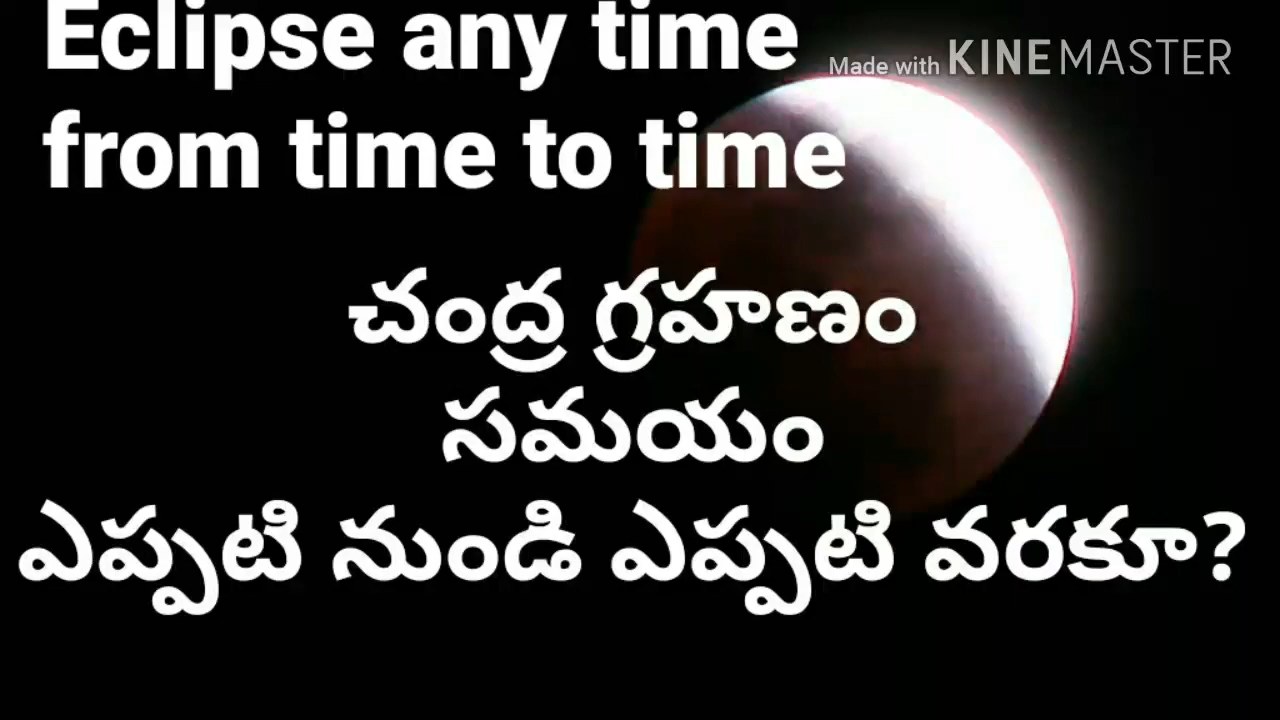 Eclipse any time
Made with KINEMASTER
from time to time
చంద్ర గ్రహణం
సమయం
ఎప్పటి నుండి ఎప్పటి వరకూ?